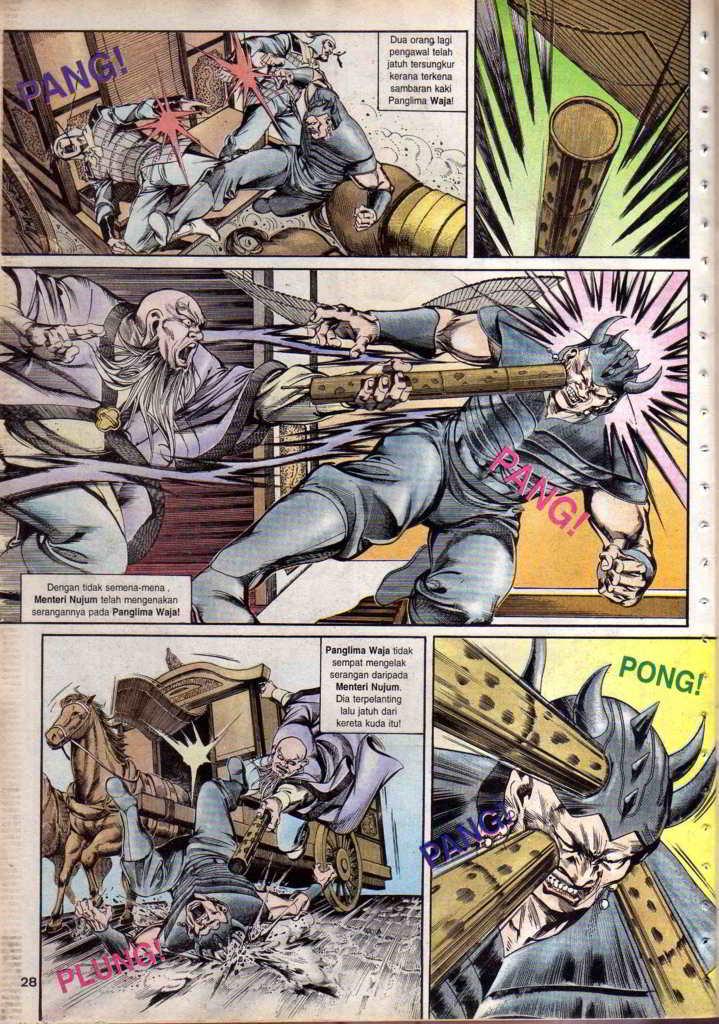 PANG!
Dua orang lagi
pengawal telah
jatuh tersungkur
kerana terkena
sambaran kaki
Panglima Waja!
PANG!
Dengan tidak semena-mena ,
Menteri Nujum telah mengenakan
serangannya pada Panglima Waja!
Panglima Waja tidak
sempat mengelak
serangan daripada
Menteri Nujum.
Dia terpelanting
lalu jatuh dari
kereta kuda itu!
PLUNG!
PONG!
PANG!
28